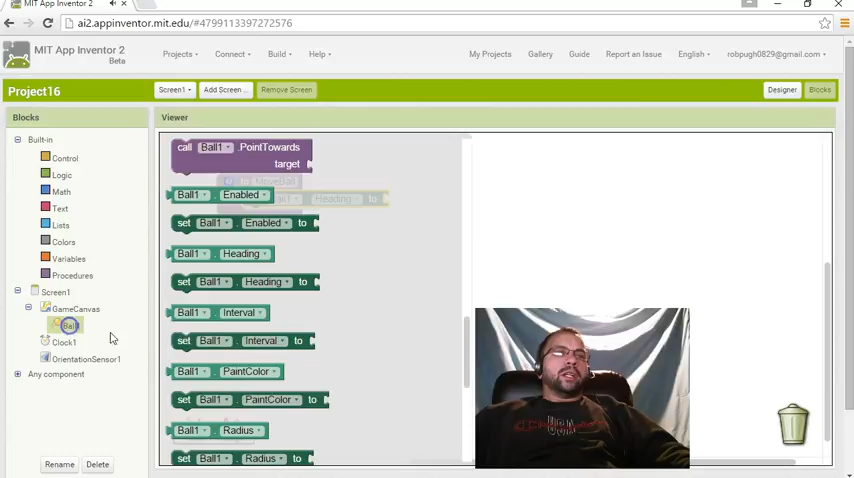 MIT App Inventor 2
ai2.appinventor.mit.edu/#4799113397272576
MIT App Inventor 2
Beta
Projects
Connect
Build
Help
My Projects
Gallery
Guide
Report an Issue
English
robpugh0829@gmail.com
Project16
Screen1
Add Screen ...
Remove Screen
Designer
Blocks
Blocks
Viewer
Built-in
Control
Logic
Math
Text
Lists
Colors
Variables
Procedures
Screen1
GameCanvas
Ball
Clock1
OrientationSensor1
Any component
Rename
Delete
call Ball1 .PointTowards
target
MoveBall
Heading to
Ball1 . Enabled
set Ball1 . Enabled to
Ball1 . Heading
set Ball1 . Heading to
Ball1 . Interval
set Ball1 . Interval to
Ball1 . PaintColor
set Ball1 . PaintColor to
Ball1 . Radius
set Ball1 . Radius to